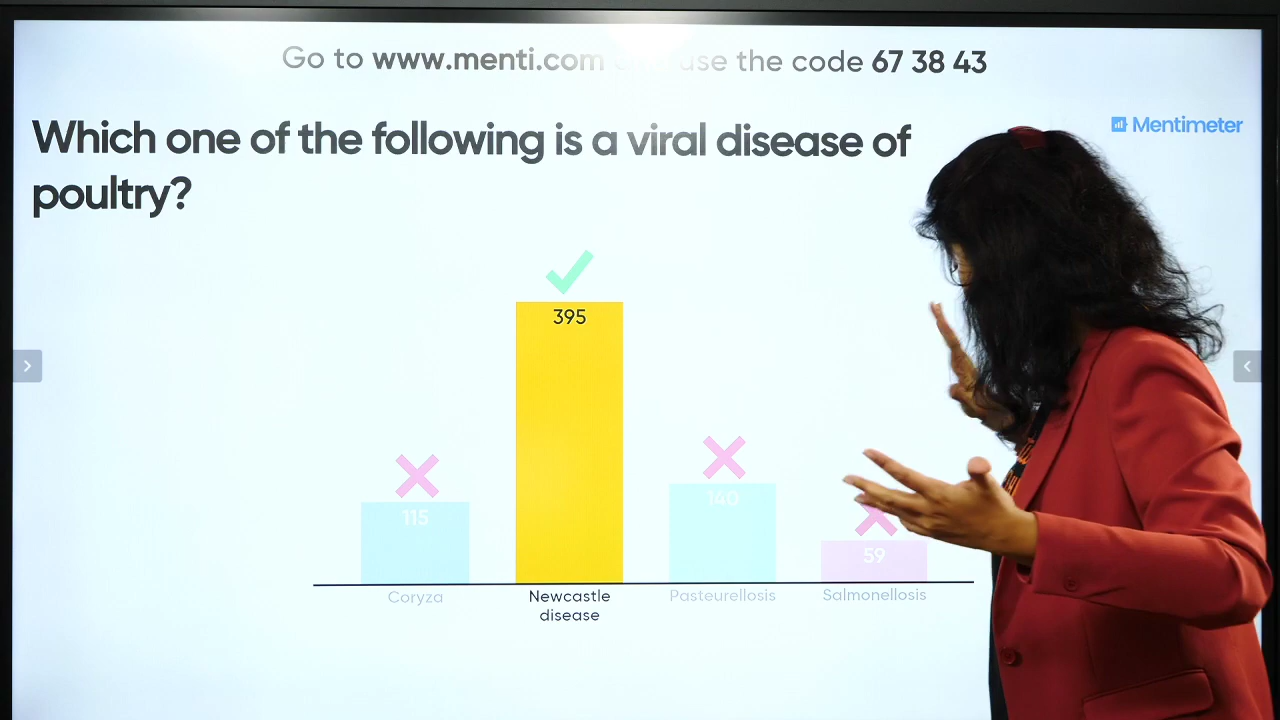 Go to www.menti.com use the code 67 38 43
Mentimeter
Which one of the following is a viral disease of
poultry?
395
115
140
59
Coryza
Newcastle
disease
Pasteurellosis
Salmonellosis